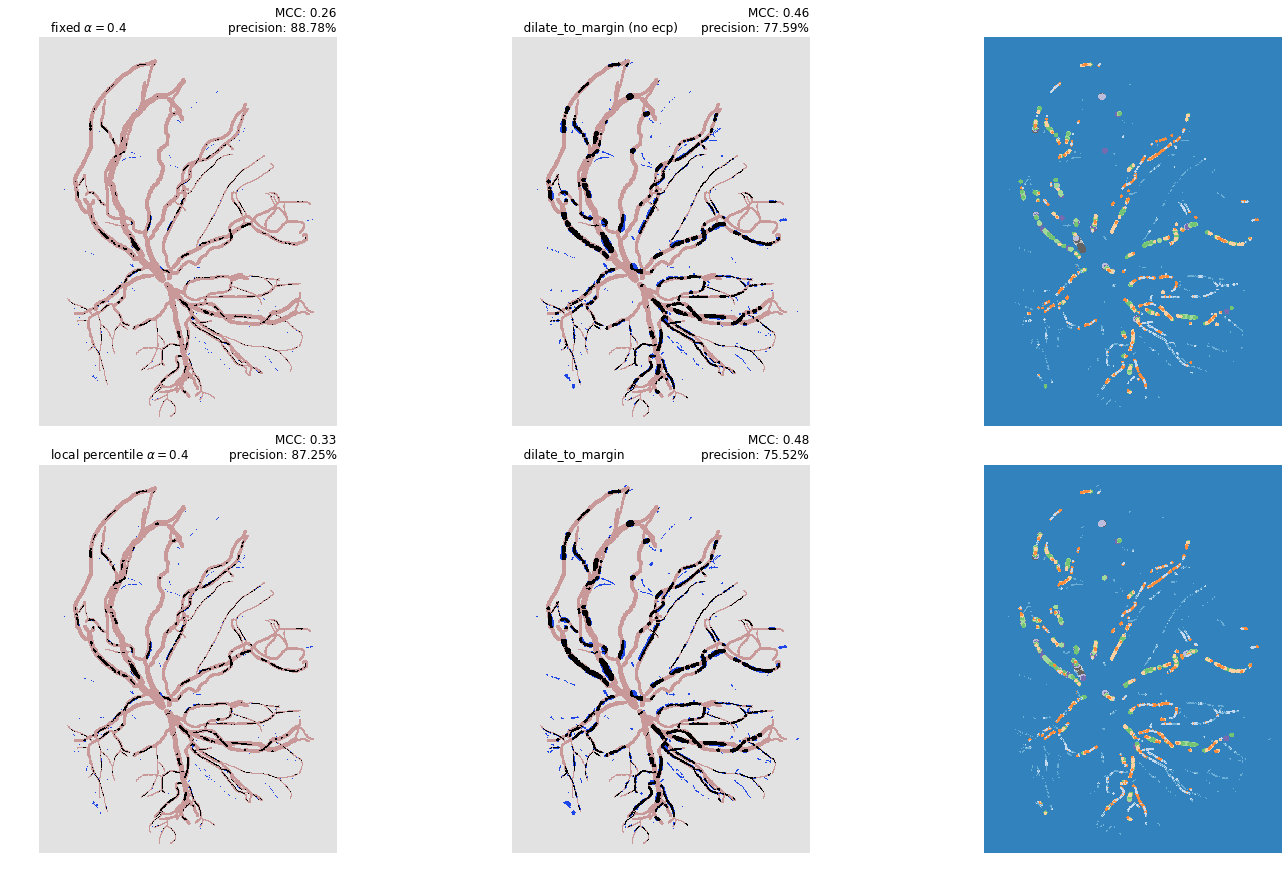 MCC: 0.26
fixed α = 0.4 precision: 88.78%
MCC: 0.46
dilate_to_margin (no ecp) precision: 77.59%
MCC: 0.33
local percentile α = 0.4 precision: 87.25%
MCC: 0.48
dilate_to_margin precision: 75.52%